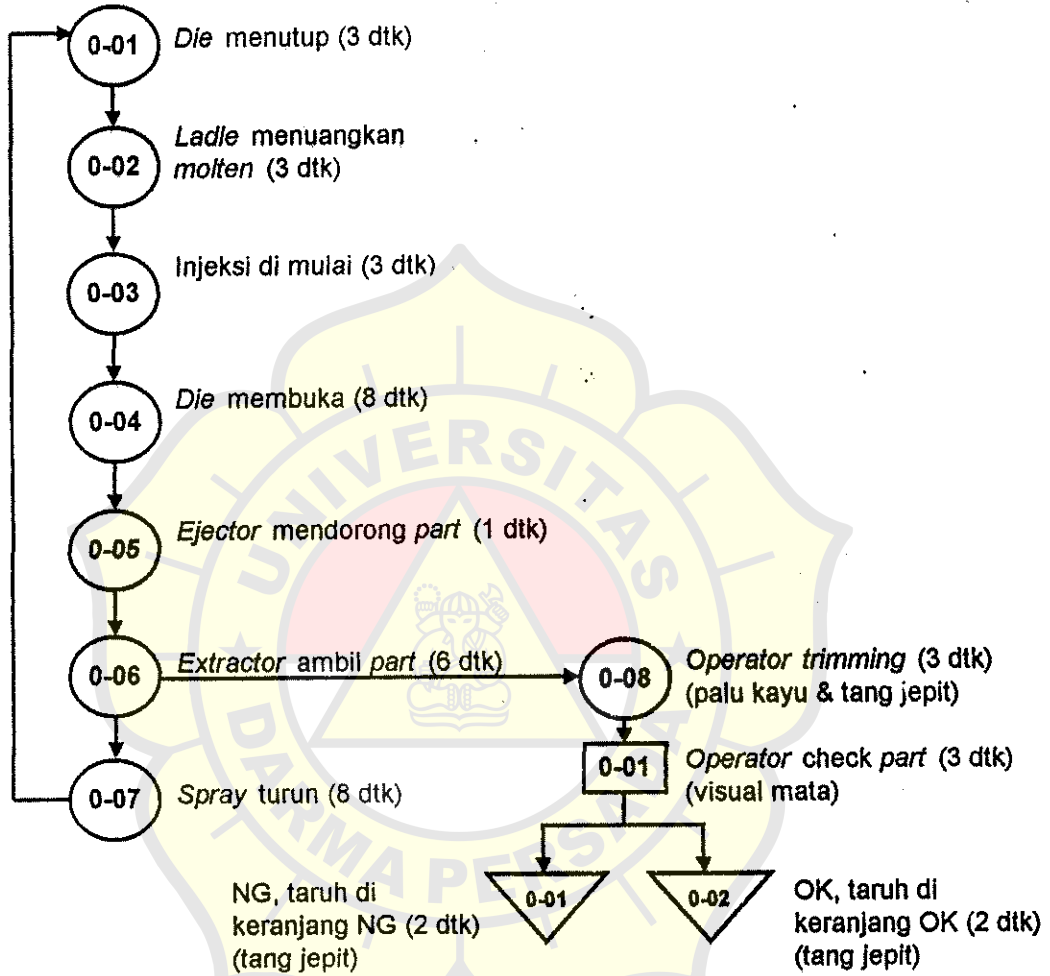 0-01
Die menutup (3 dtk)
0-02
Ladle menuangkan
molten (3 dtk)
0-03
Injeksi di mulai (3 dtk)
0-04
Die membuka (8 dtk)
0-05
Ejector mendorong part (1 dtk)
0-06
Extractor ambil part (6 dtk)
0-07
Spray turun (8 dtk)
0-08
Operator trimming (3 dtk)
(palu kayu & tang jepit)
0-01
Operator check part (3 dtk)
(visual mata)
0-01
NG, taruh di
keranjang NG (2 dtk)
(tang jepit)
0-02
OK, taruh di
keranjang OK (2 dtk)
(tang jepit)
UNIVERSITAS
DARMA PERSADA